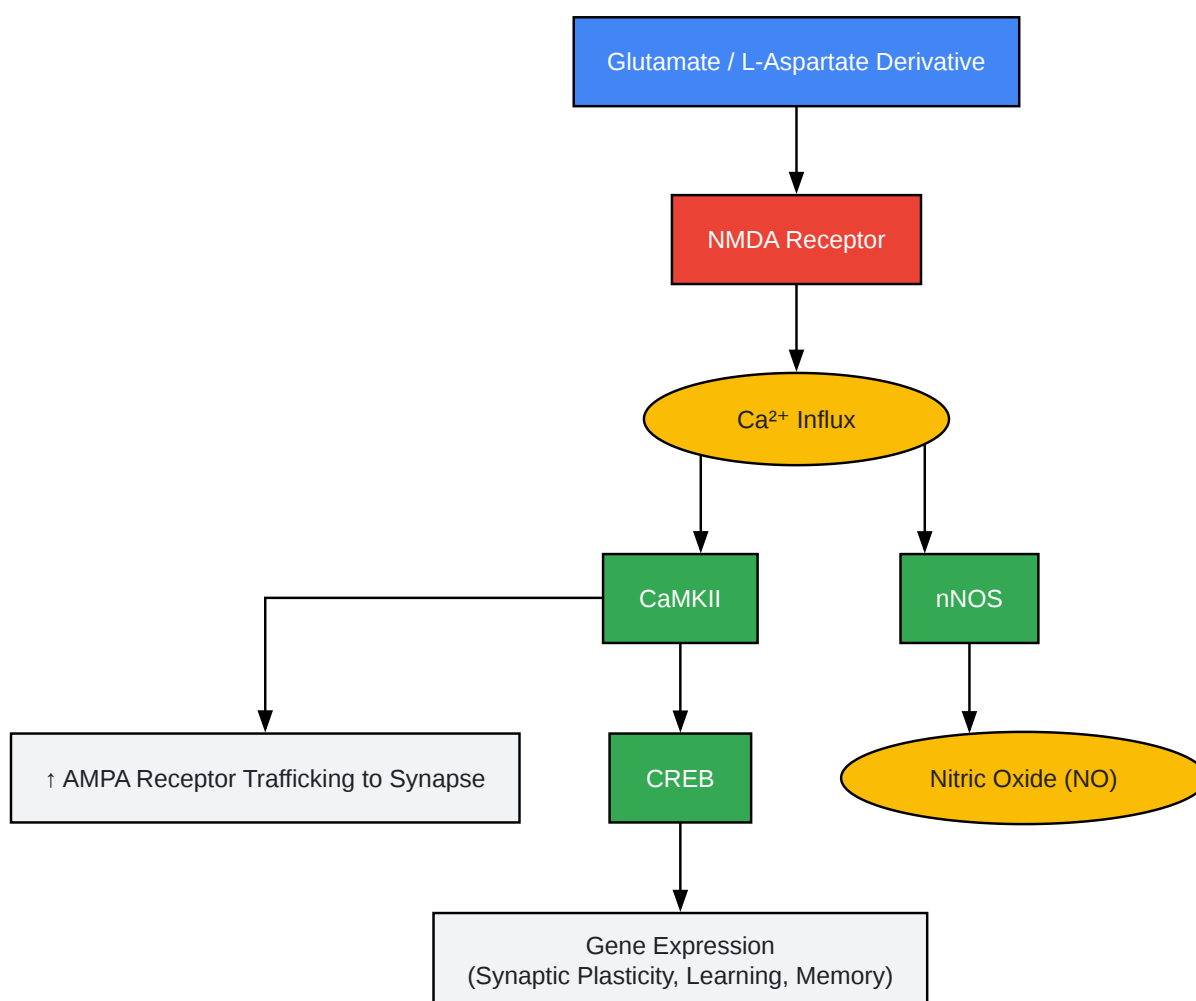 Glutamate / L-Aspartate Derivative
NMDA Receptor
Ca²⁺ Influx
CaMKII
nNOS
↑ AMPA Receptor Trafficking to Synapse
CREB
Nitric Oxide (NO)
Gene Expression
(Synaptic Plasticity, Learning, Memory)